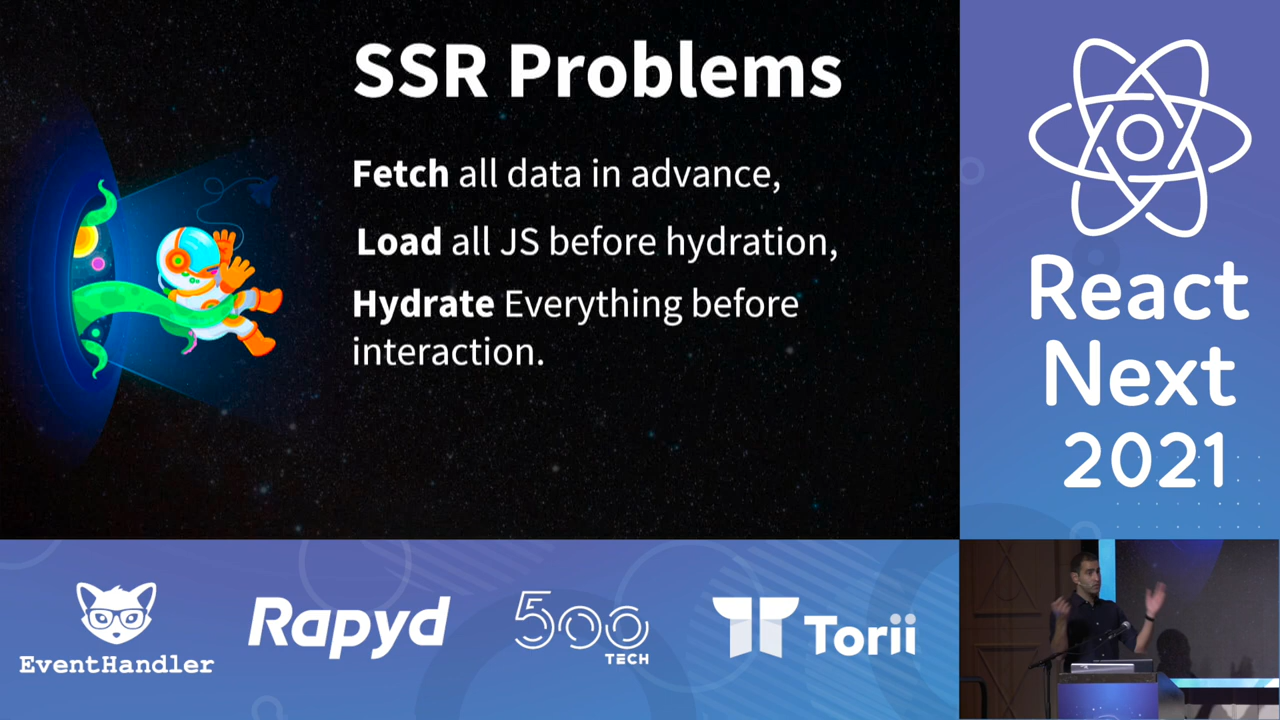 SSR Problems
Fetch all data in advance,
Load all JS before hydration,
Hydrate Everything before
interaction.
React
Next
2021
EventHandler
Rapyd
500
TECH
Torii